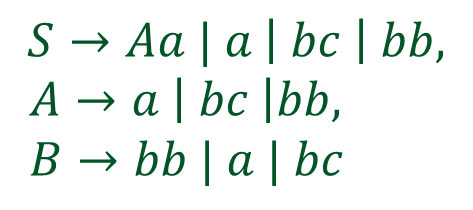 S → Aa | a | bc | bb,
A → a | bc |bb,
B → bb | a | bc